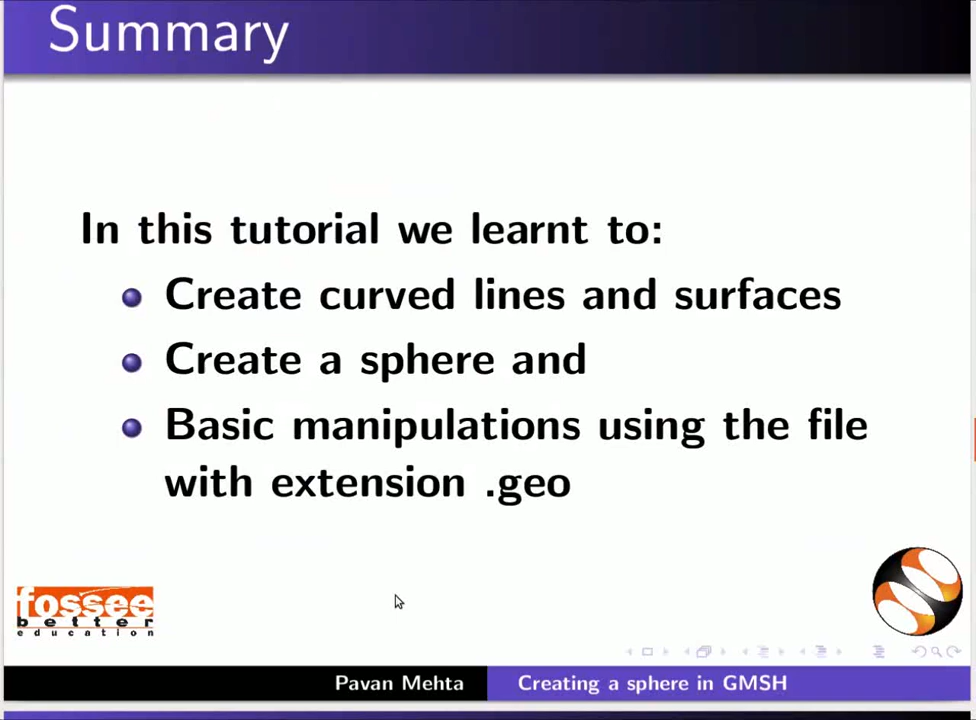 Summary
In this tutorial we learnt to:
Create curved lines and surfaces
Create a sphere and
Basic manipulations using the file
with extension .geo
fossee
better
education
Pavan Mehta
Creating a sphere in GMSH